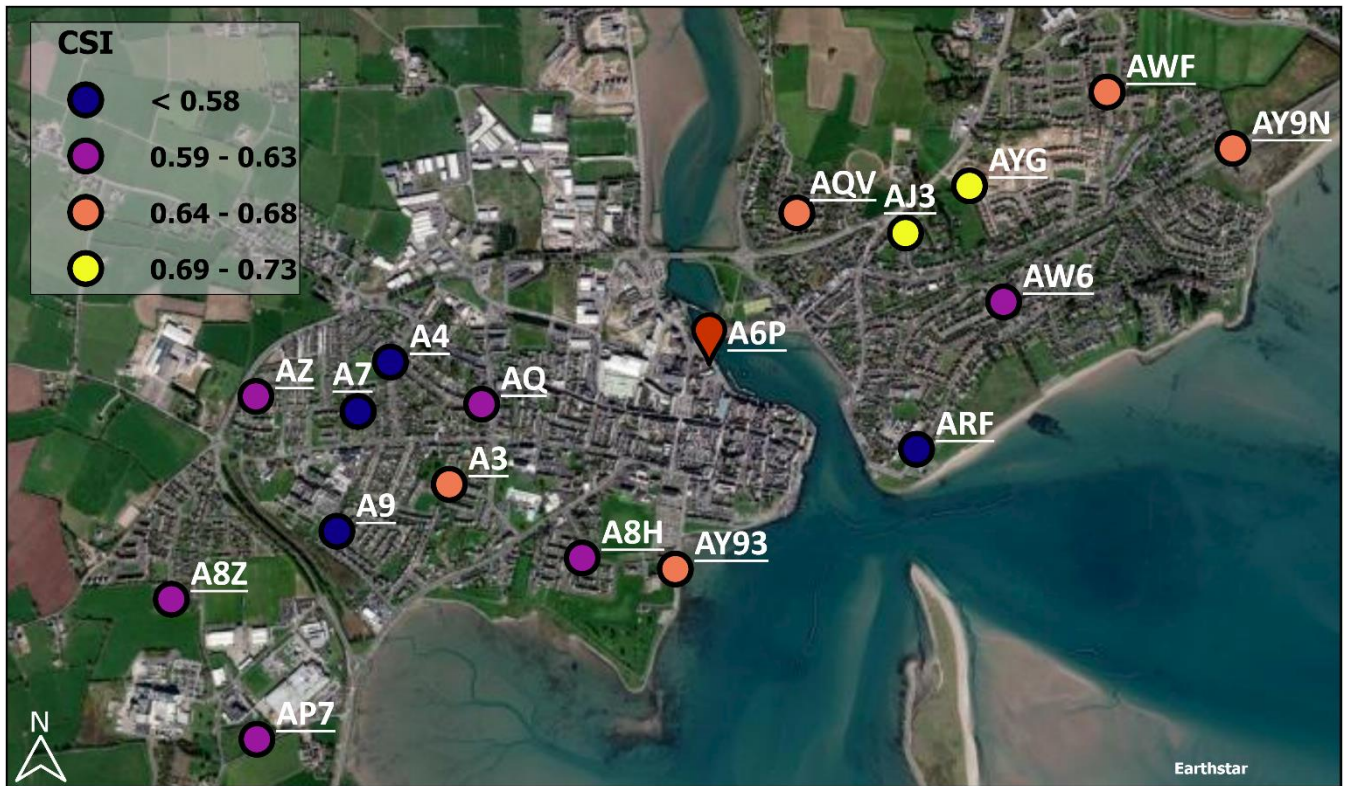 CSI
< 0.58
0.59 - 0.63
0.64 - 0.68
0.69 - 0.73
AWF
AY9N
AYG
AQV
AJ3
AW6
A6P
A4
AZ
A7
AQ
ARF
A3
A9
A8H
AY93
A8Z
AP7
N
Earthstar